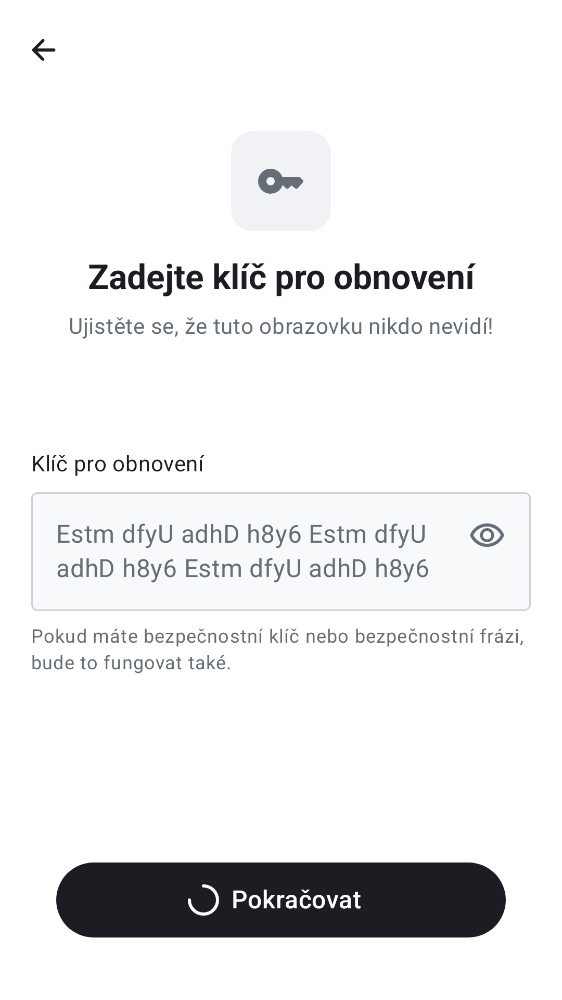 Zadejte klíč pro obnovení
Ujistěte se, že tuto obrazovku nikdo nevidí!
Klíč pro obnovení
Estm dfyU adhD h8y6 Estm dfyU
adhD h8y6 Estm dfyU adhD h8y6
Pokud máte bezpečnostní klíč nebo bezpečnostní frázi,
bude to fungovat také.
Pokračovat